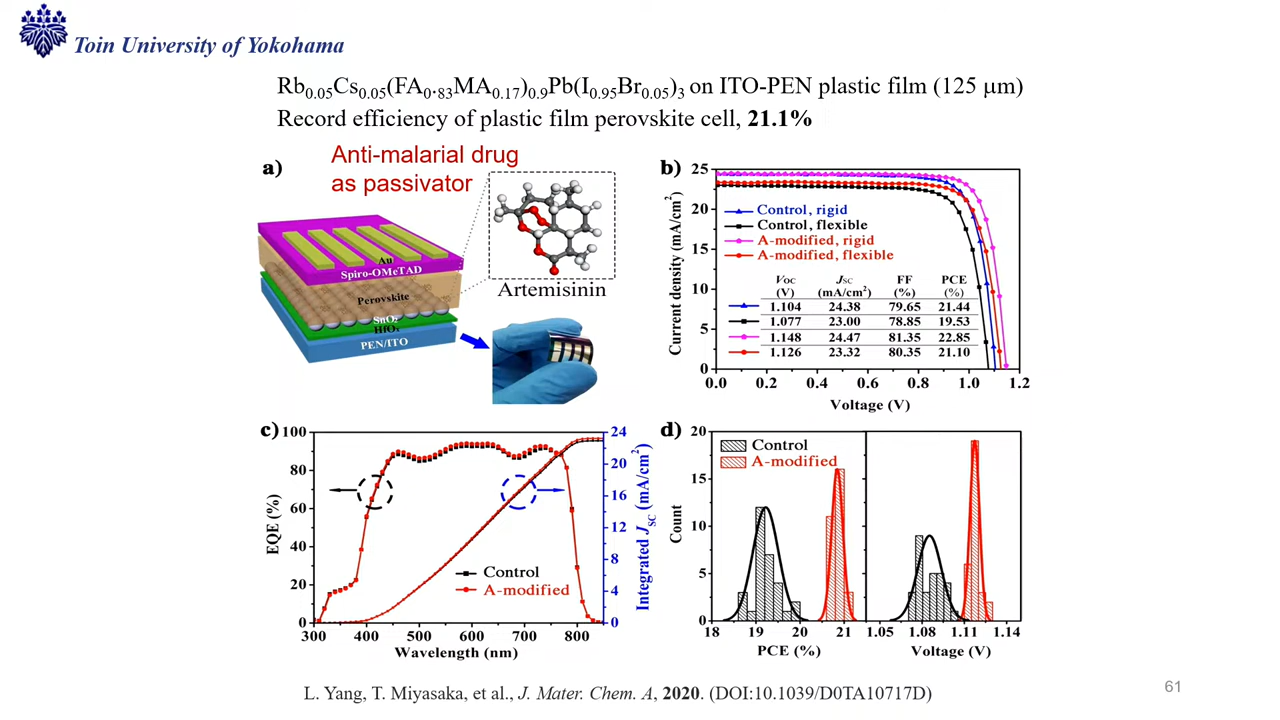 Toin University of Yokohama
Rb0.05Cs0.05(FA0.83MA0.17)0.9Pb(I0.95Br0.05)3 on ITO-PEN plastic film (125 μm)
Record efficiency of plastic film perovskite cell, 21.1%
a)
Anti-malarial drug
as passivator
Au
Spiro-OMeTAD
Perovskite
SnO2
HfOx
PEN/ITO
Artemisinin
b)
25
20
15
10
5
0
Current density (mA/cm2)
Control, rigid
Control, flexible
A-modified, rigid
A-modified, flexible
VOC JSC FF PCE
(V) (mA/cm2) (%) (%)
1.104 24.38 79.65 21.44
1.077 23.00 78.85 19.53
1.148 24.47 81.35 22.85
1.126 23.32 80.35 21.10
0.0 0.2 0.4 0.6 0.8 1.0 1.2
Voltage (V)
c)
100
80
60
40
20
0
EQE (%)
24
20
16
12
8
4
0
Integrated JSC (mA/cm2)
Control
A-modified
300 400 500 600 700 800
Wavelength (nm)
d)
20
15
10
5
0
Count
Control
A-modified
18 19 20 21 1.05 1.08 1.11 1.14
PCE (%) Voltage (V)
L. Yang, T. Miyasaka, et al., J. Mater. Chem. A, 2020. (DOI:10.1039/D0TA10717D)
61